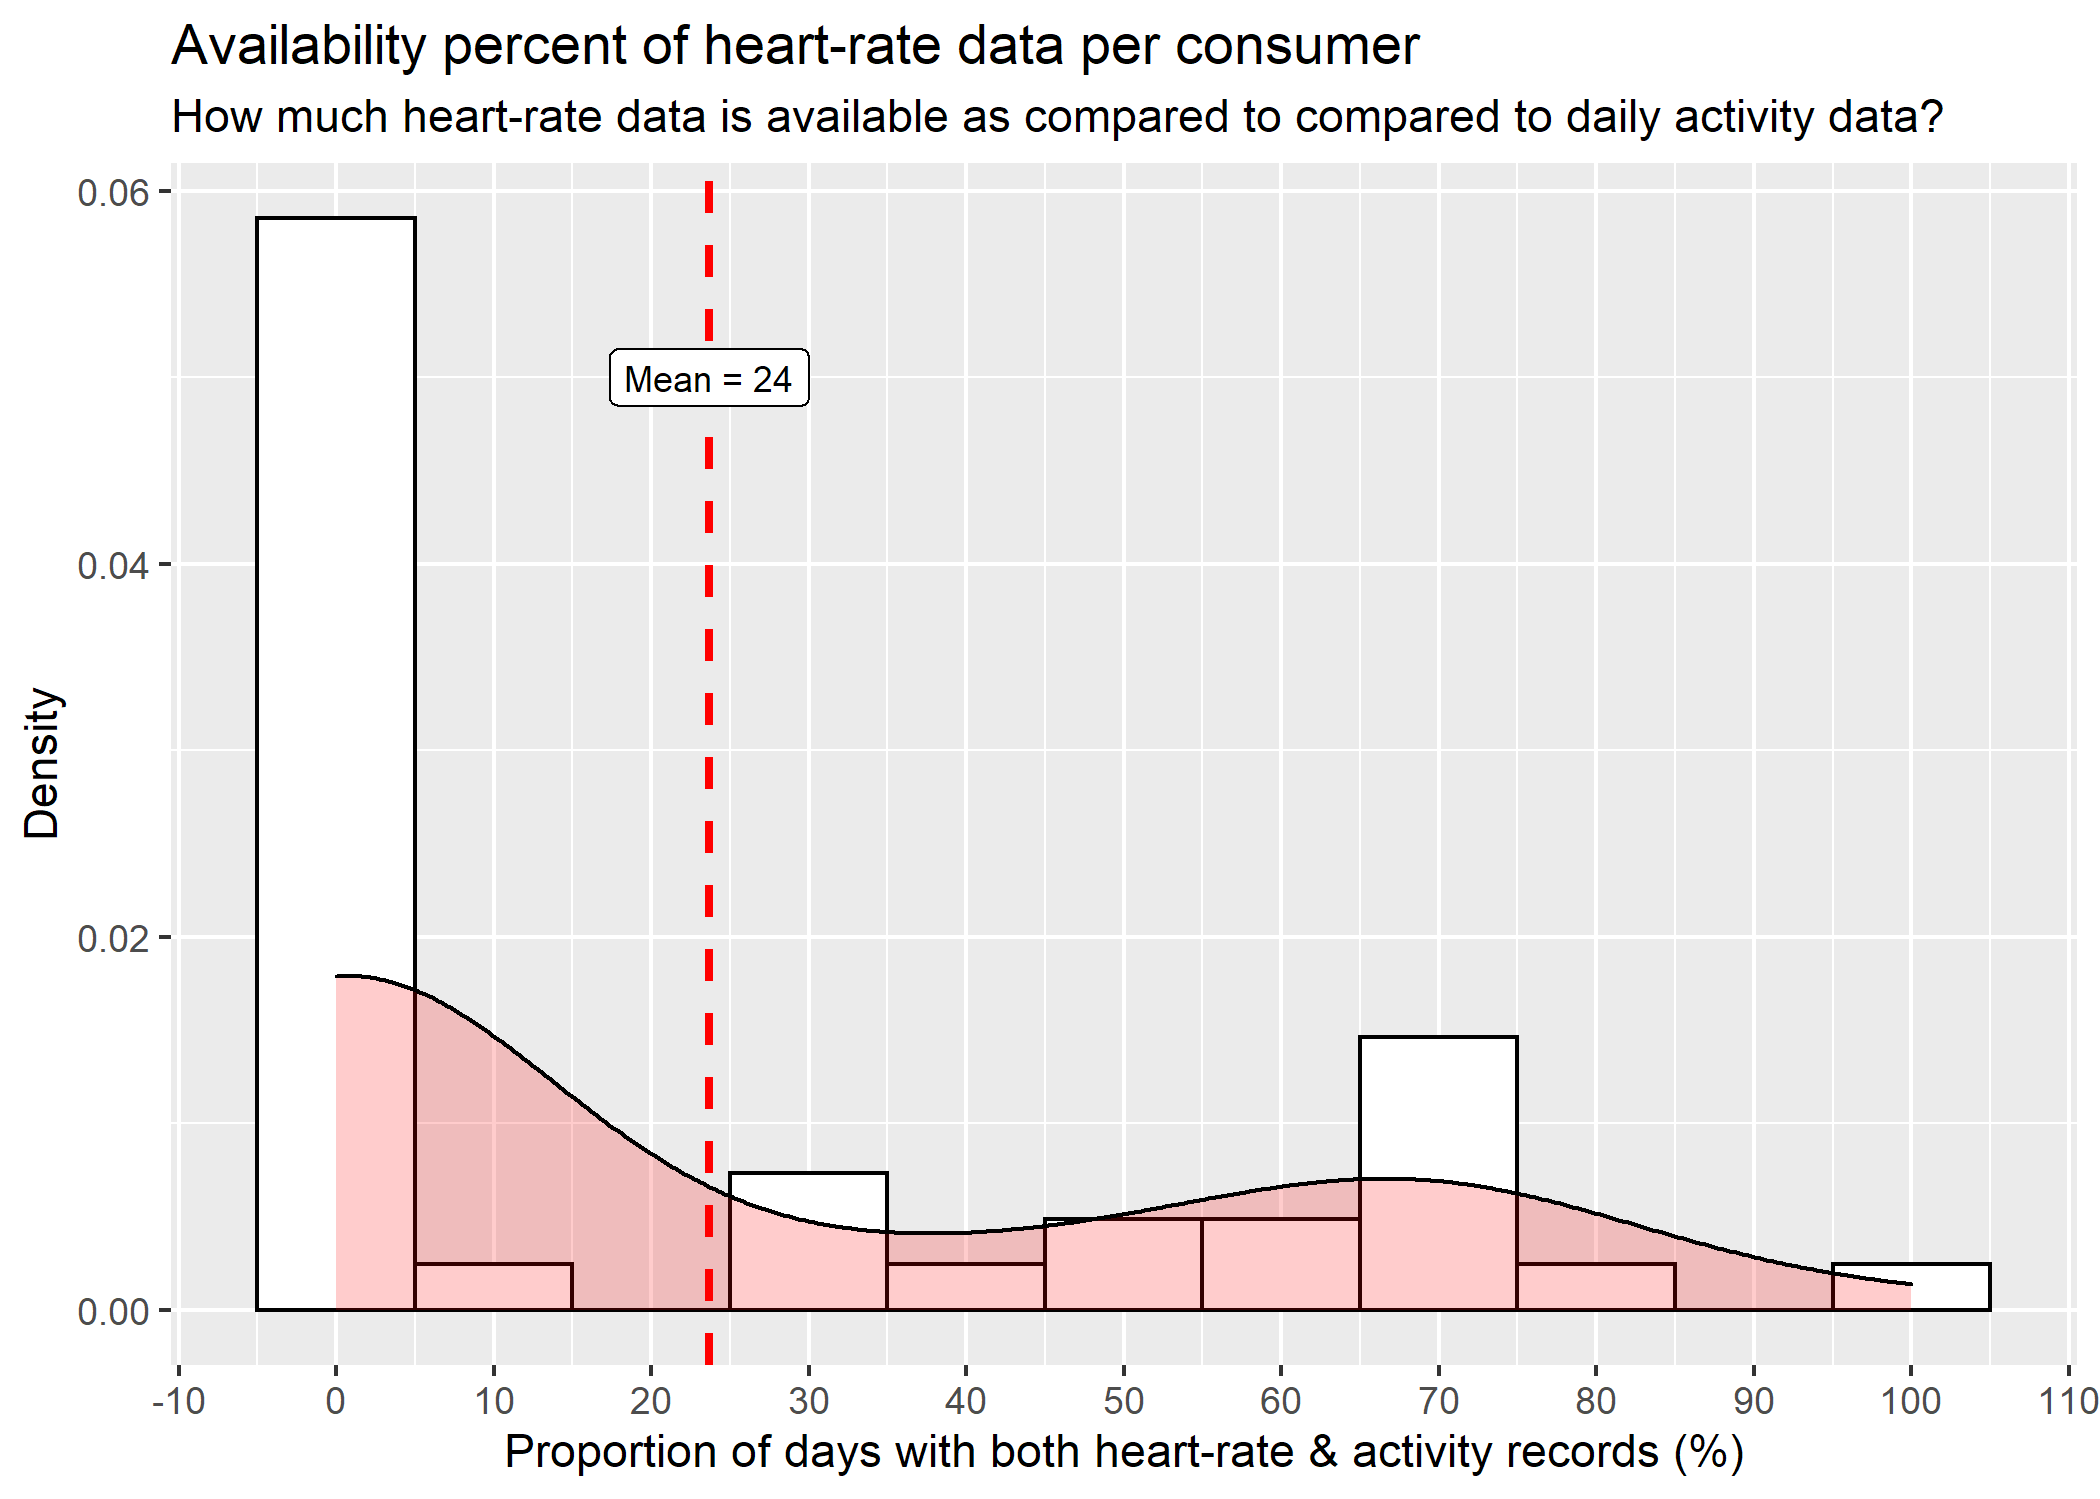 Availability percent of heart-rate data per consumer
How much heart-rate data is available as compared to compared to daily activity data?
0.06
Mean = 24
0.04
Density
0.02
0.00
-10 0 10 20 30 40 50 60 70 80 90 100 110
Proportion of days with both heart-rate & activity records (%)